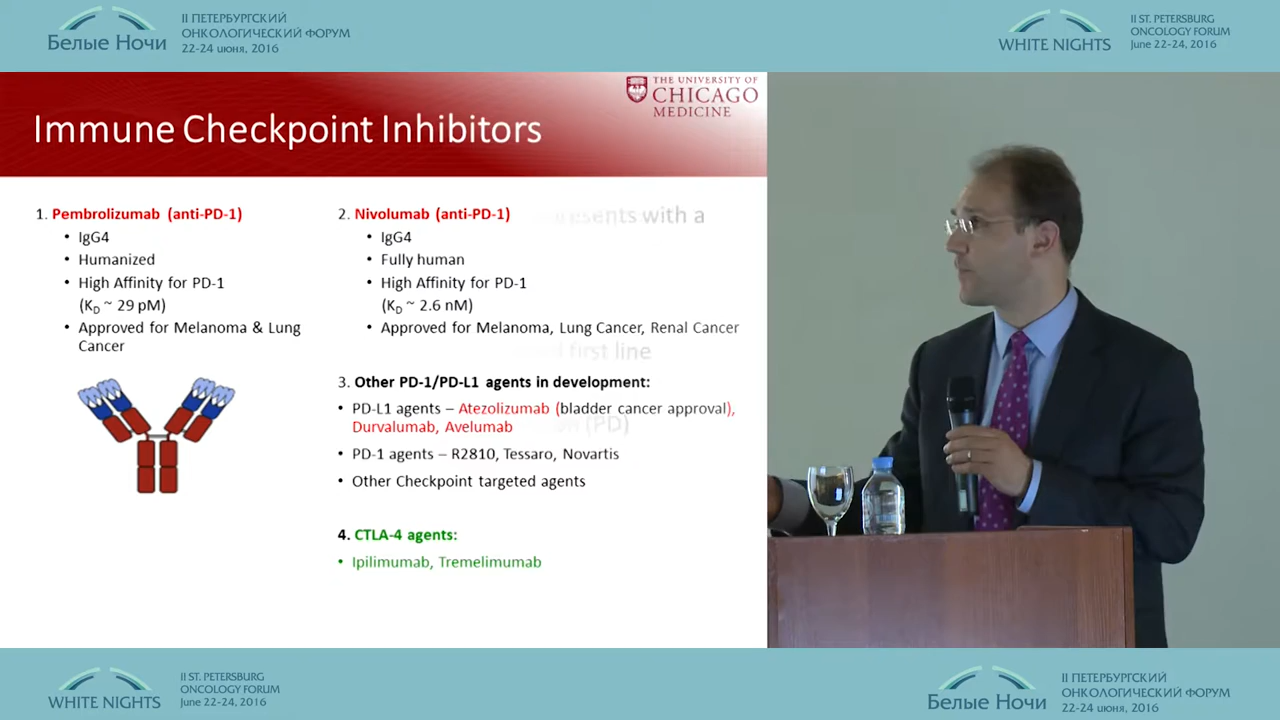 II ПЕТЕРБУРГСКИЙ
ОНКОЛОГИЧЕСКИЙ ФОРУМ
Белые Ночи
22-24 июня, 2016
II ST. PETERSBURG
ONCOLOGY FORUM
WHITE NIGHTS
June 22-24, 2016
THE UNIVERSITY OF
CHICAGO
MEDICINE
Immune Checkpoint Inhibitors
1. Pembrolizumab (anti-PD-1)
• IgG4
• Humanized
• High Affinity for PD-1
(KD ~ 29 pM)
• Approved for Melanoma & Lung
Cancer
2. Nivolumab (anti-PD-1)
• IgG4
• Fully human
• High Affinity for PD-1
(KD ~ 2.6 nM)
• Approved for Melanoma, Lung Cancer, Renal Cancer
with a
first line
(PD)
3. Other PD-1/PD-L1 agents in development:
• PD-L1 agents – Atezolizumab (bladder cancer approval),
Durvalumab, Avelumab
• PD-1 agents – R2810, Tessaro, Novartis
• Other Checkpoint targeted agents
4. CTLA-4 agents:
• Ipilimumab, Tremelimumab
II ST. PETERSBURG
ONCOLOGY FORUM
WHITE NIGHTS
June 22-24, 2016
II ПЕТЕРБУРГСКИЙ
ОНКОЛОГИЧЕСКИЙ ФОРУМ
Белые Ночи
22-24 июня, 2016